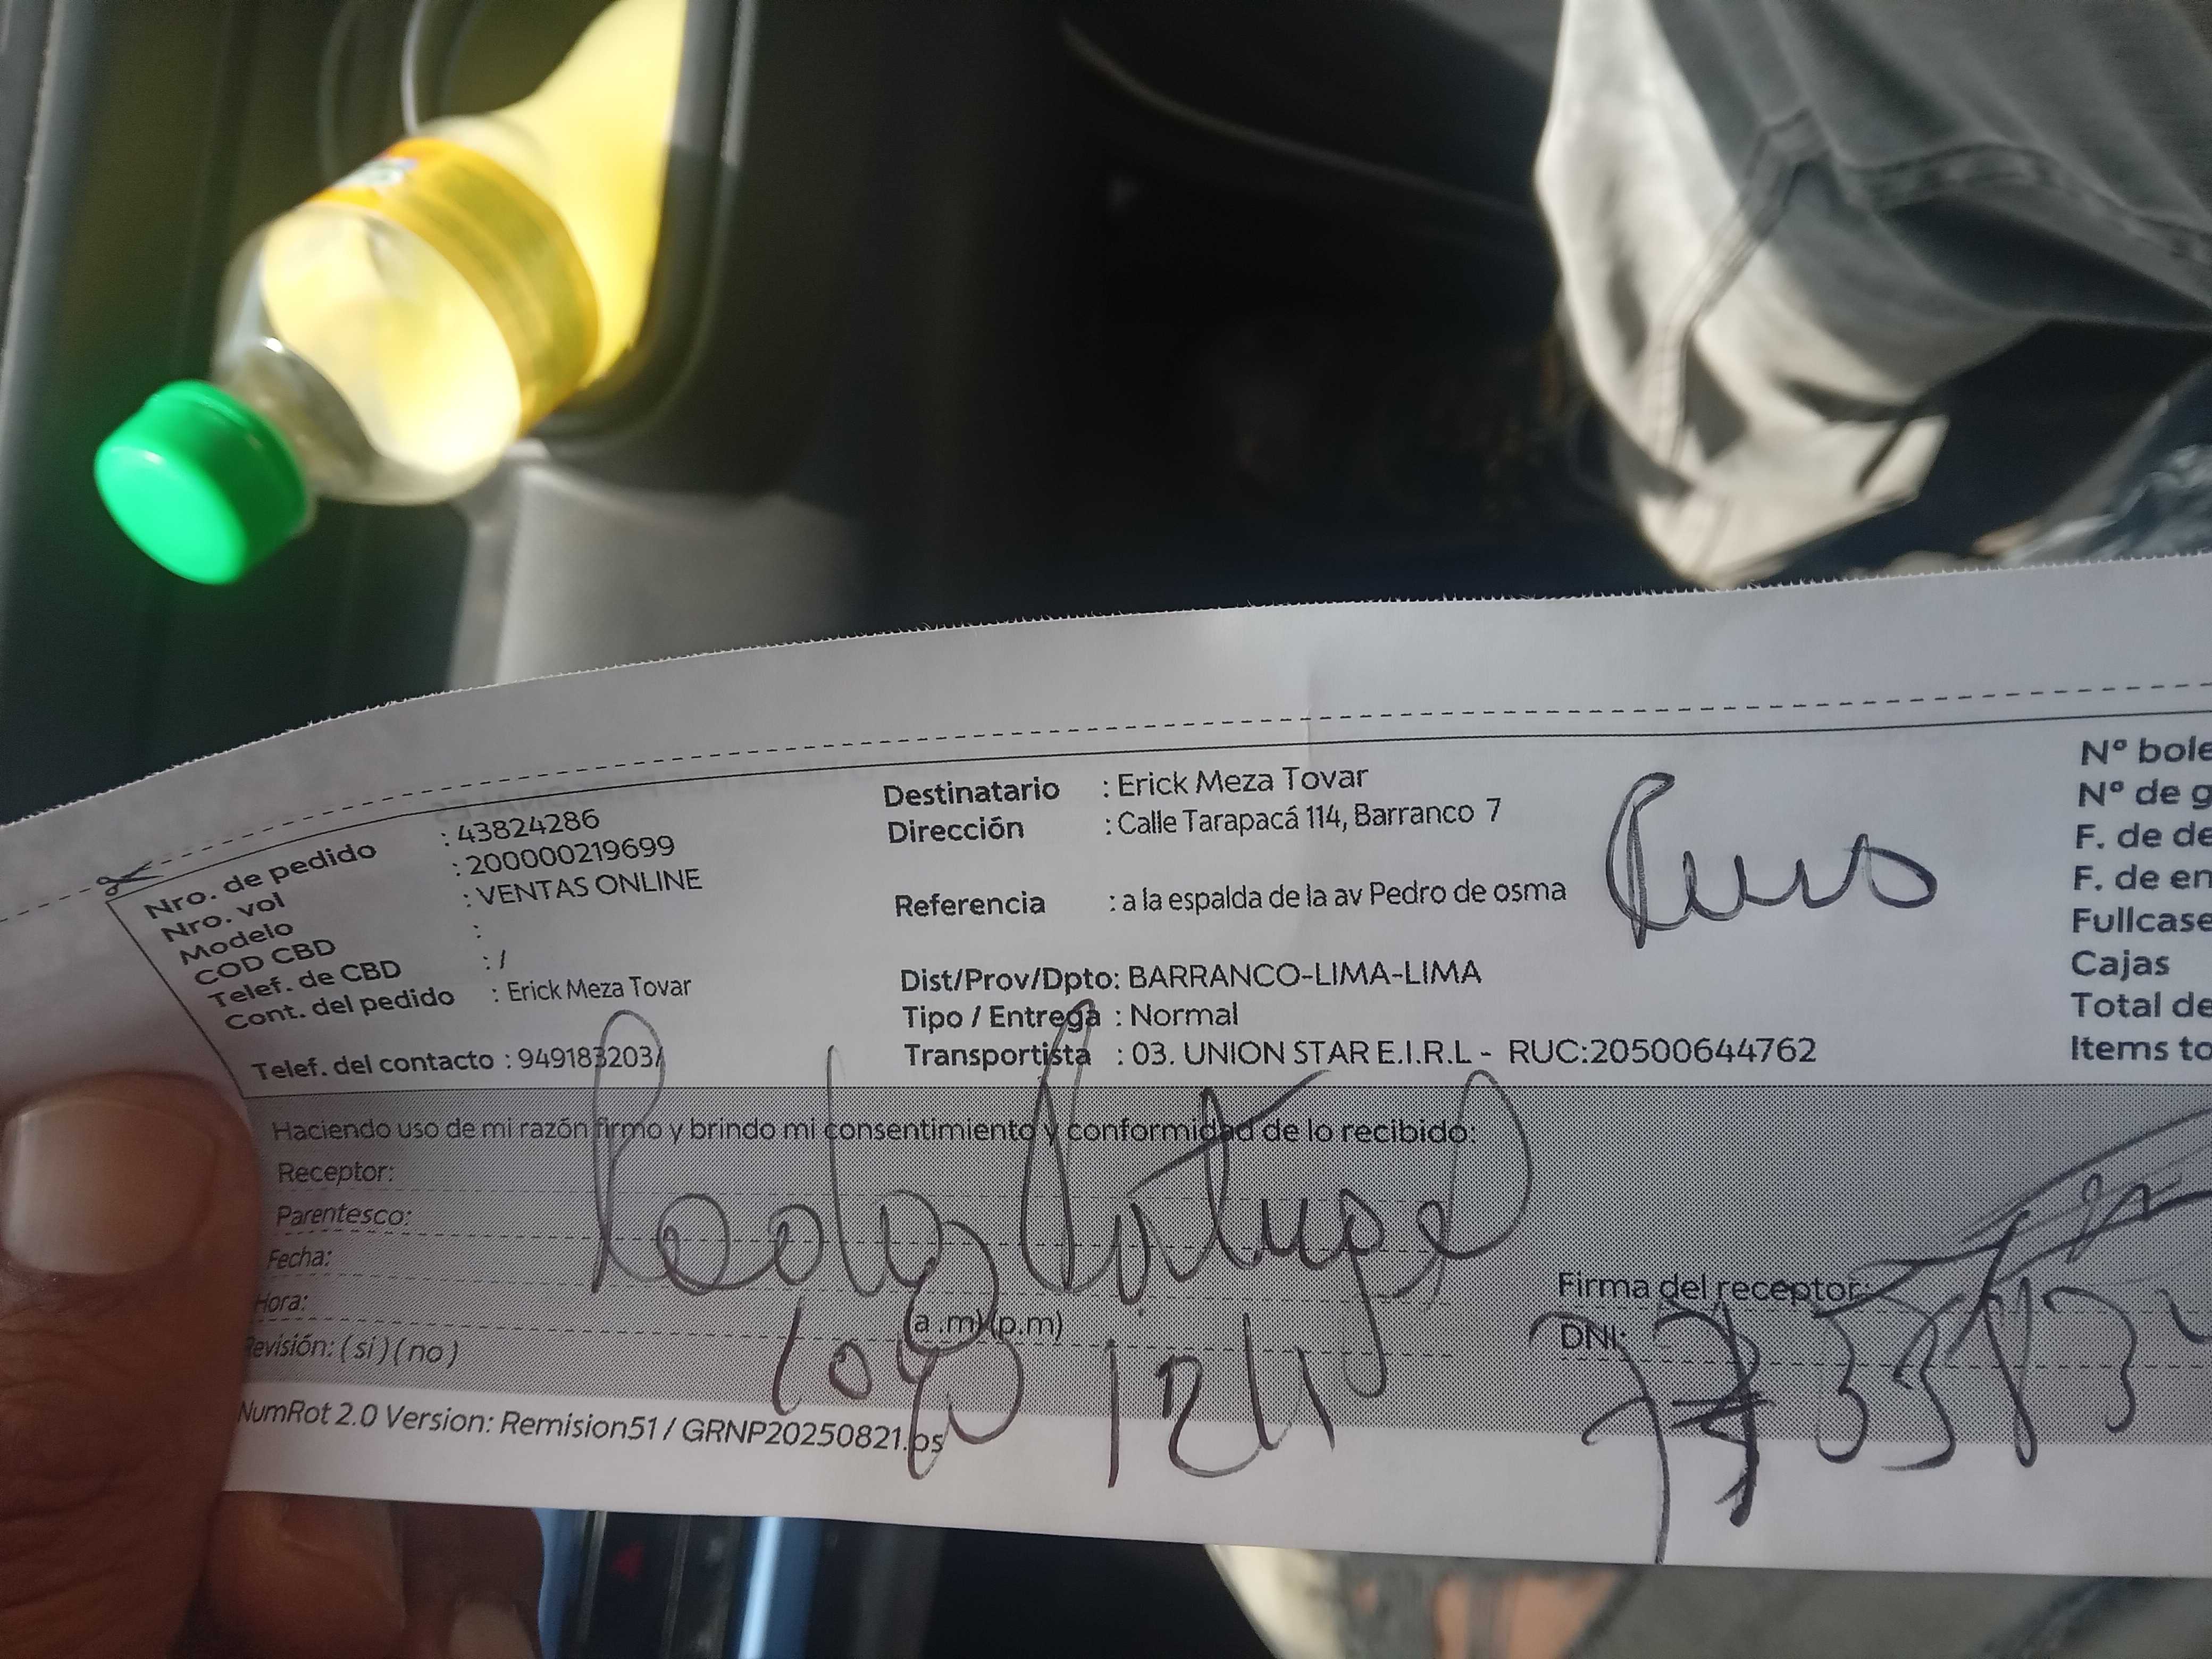 Nro. de pedido : 43824286
Nro. vol : 200000219699
Modelo : VENTAS ONLINE
COD CBD :
Telef. de CBD : /
Cont. del pedido : Erick Meza Tovar
Telef. del contacto : 949183203/
Destinatario : Erick Meza Tovar
Dirección : Calle Tarapacá 114, Barranco 7
Referencia : a la espalda de la av Pedro de osma
Dist/Prov/Dpto: BARRANCO-LIMA-LIMA
Tipo / Entrega : Normal
Transportista : 03. UNION STAR E.I.R.L - RUC:20500644762
N° bole
N° de g
F. de de
F. de en
Fullcase
Cajas
Total de
Items to
Haciendo uso de mi razón firmo y brindo mi consentimiento y conformidad de lo recibido:
Receptor:
Parentesco:
Fecha:
Hora: (a .m)(p.m)
Revisión: ( si ) ( no )
Firma del receptor:
DNI:
NumRot 2.0 Version: Remision51 / GRNP20250821.ps